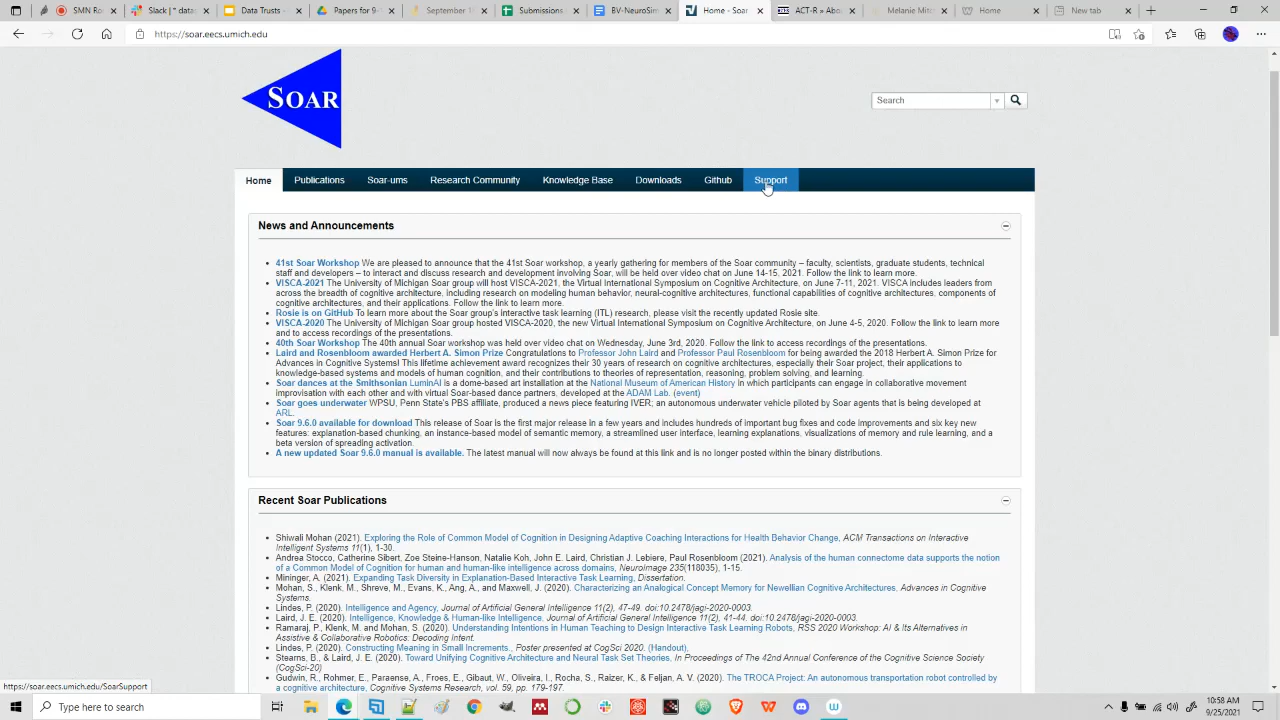 SMN Ro
Slack | * data
Data Trusts -
Papers for 9-
September 1
Submissions
BV-NeuroSim
Home - Soar
ACT-R » Abo
Melanie Mitc
Home
New tab
https://soar.eecs.umich.edu
SOAR
Search
Home Publications Soar-ums Research Community Knowledge Base Downloads Github Support
News and Announcements
• 41st Soar Workshop We are pleased to announce that the 41st Soar workshop, a yearly gathering for members of the Soar community – faculty, scientists, graduate students, technical
staff and developers – to interact and discuss research and development involving Soar, will be held over video chat on June 14-15, 2021. Follow the link to learn more.
• VISCA-2021 The University of Michigan Soar group will host VISCA-2021, the Virtual International Symposium on Cognitive Architecture, on June 7-11, 2021. VISCA includes leaders from
across the breadth of cognitive architecture, including research on modeling human behavior, neural-cognitive architectures, functional capabilities of cognitive architectures, components of
cognitive architectures, and their applications. Follow the link to learn more.
• Rosie is on GitHub To learn more about the Soar group's interactive task learning (ITL) research, please visit the recently updated Rosie site.
• VISCA-2020 The University of Michigan Soar group hosted VISCA-2020, the new Virtual International Symposium on Cognitive Architecture, on June 4-5, 2020. Follow the link to learn more
and to access recordings of the presentations.
• 40th Soar Workshop The 40th annual Soar workshop was held over video chat on Wednesday, June 3rd, 2020. Follow the link to access recordings of the presentations.
• Laird and Rosenbloom awarded Herbert A. Simon Prize Congratulations to Professor John Laird and Professor Paul Rosenbloom for being awarded the 2018 Herbert A. Simon Prize for
Advances in Cognitive Systems! This lifetime achievement award recognizes their 30 years of research on cognitive architectures, especially their Soar project, their applications to
knowledge-based systems and models of human cognition, and their contributions to theories of representation, reasoning, problem solving, and learning.
• Soar dances at the Smithsonian LuminAI is a dome-based art installation at the National Museum of American History in which participants can engage in collaborative movement
improvisation with each other and with virtual Soar-based dance partners, developed at the ADAM Lab. (event)
• Soar goes underwater WPSU, Penn State's PBS affiliate, produced a news piece featuring IVER; an autonomous underwater vehicle piloted by Soar agents that is being developed at
ARL.
• Soar 9.6.0 available for download This release of Soar is the first major release in a few years and includes hundreds of important bug fixes and code improvements and six key new
features: explanation-based chunking, an instance-based model of semantic memory, a streamlined user interface, learning explanations, visualizations of memory and rule learning, and a
beta version of spreading activation.
• A new updated Soar 9.6.0 manual is available. The latest manual will now always be found at this link and is no longer posted within the binary distributions.
Recent Soar Publications
• Shiwali Mohan (2021). Exploring the Role of Common Model of Cognition in Designing Adaptive Coaching Interactions for Health Behavior Change, ACM Transactions on Interactive
Intelligent Systems 11(1), 1-30.
• Andrea Stocco, Catherine Sibert, Zoe Steine-Hanson, Natalie Koh, John E. Laird, Christian J. Lebiere, Paul Rosenbloom (2021). Analysis of the human connectome data supports the notion
of a Common Model of Cognition for human and human-like intelligence across domains, NeuroImage 235(118035), 1-15.
• Mininger, A. (2021). Expanding Task Diversity in Explanation-Based Interactive Task Learning, Dissertation.
• Mohan, S., Klenk, M., Shreve, M., Evans, K., Ang, A., and Maxwell, J. (2020). Characterizing an Analogical Concept Memory for Newellian Cognitive Architectures, Advances in Cognitive
Systems.
• Lindes, P. (2020). Intelligence and Agency, Journal of Artificial General Intelligence 11(2), 47-49. doi:10.2478/jagi-2020-0003.
• Laird, J. E. (2020). Intelligence, Knowledge & Human-like Intelligence, Journal of Artificial General Intelligence 11(2), 41-44. doi:10.2478/jagi-2020-0003.
• Ramaraj, P., Klenk, M. and Mohan, S. (2020). Understanding Intentions in Human Teaching to Design Interactive Task Learning Robots, RSS 2020 Workshop: AI & Its Alternatives in
Assistive & Collaborative Robots: Decoding Intent.
• Lindes, P. (2020). Constructing Meaning in Small Increments., Poster presented at CogSci 2020. (Handout),
• Stearns, B., & Laird, J. E. (2020). Toward Unifying Cognitive Architecture and Neural Task Set Theories, In Proceedings of The 42nd Annual Conference of the Cognitive Science Society
(CogSci-20)
• Gudwin, R., Rohmer, E., Paraense, A., Froes, E., Gibaut, W., Oliveira, I., Rocha, S., Raizer, K., & Feljan, A. V. (2020). The TROCA Project: An autonomous transportation robot controlled by
a cognitive architecture, Cognitive Systems Research, vol. 59, pp. 179-197.
https://soar.eecs.umich.edu/SoarSupport
Type here to search
10:58 AM
9/25/2021